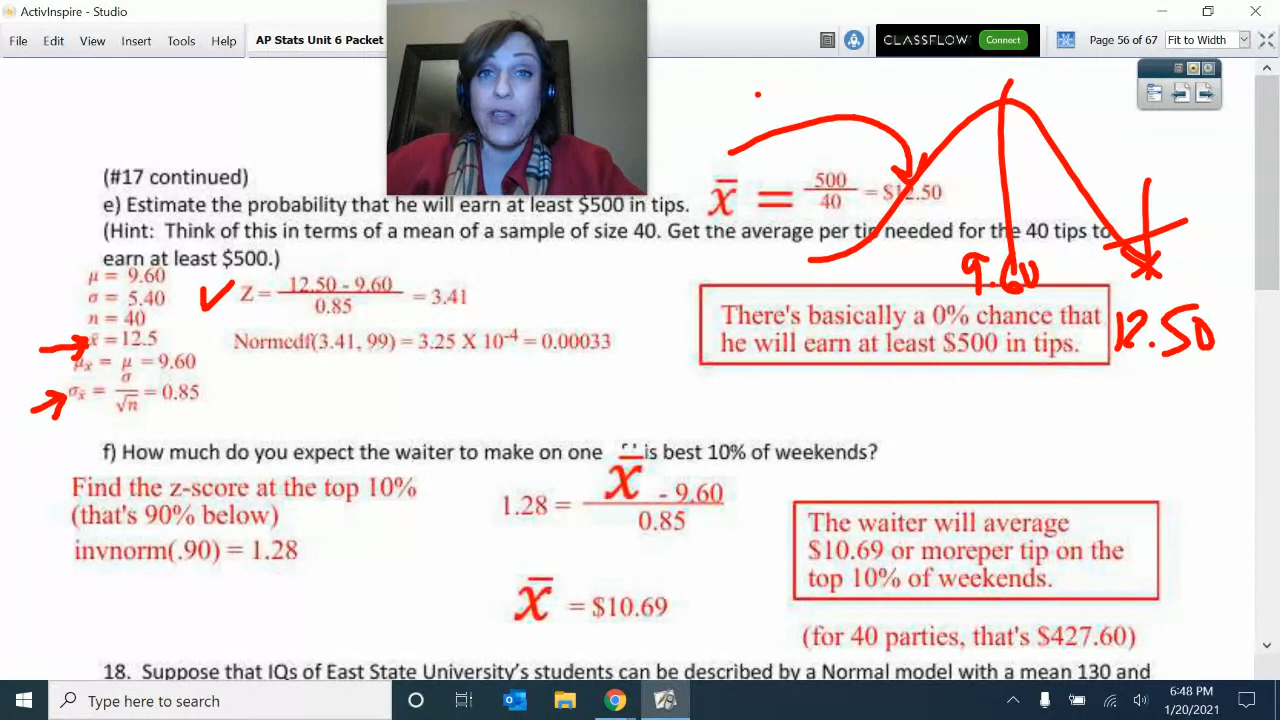 ActivInspire - Studio
File Edit View Insert Tools Help AP Stats Unit 6 Packet
CLASSFLOW Connect
Page 56 of 67 Fit to Width
(#17 continued)
e) Estimate the probability that he will earn at least $500 in tips.
(Hint: Think of this in terms of a mean of a sample of size 40. Get the average per tip needed for the 40 tips to
earn at least $500.)
x̄ = 500/40 = $12.50
9.60
12.50
μ = 9.60
σ = 5.40
n = 40
x̄ = 12.5
μx̄ = μ = 9.60
σx̄ = σ/√n = 0.85
Z = 12.50 - 9.60 / 0.85 = 3.41
Normcdf(3.41, 99) = 3.25 X 10⁻⁴ = 0.00033
There's basically a 0% chance that
he will earn at least $500 in tips.
f) How much do you expect the waiter to make on one is best 10% of weekends?
Find the z-score at the top 10%
(that's 90% below)
invnorm(.90) = 1.28
1.28 = x̄ - 9.60 / 0.85
x̄ = $10.69
The waiter will average
$10.69 or moreper tip on the
top 10% of weekends.
(for 40 parties, that's $427.60)
18. Suppose that IQs of East State University's students can be described by a Normal model with a mean 130 and
Type here to search
6:48 PM
1/20/2021